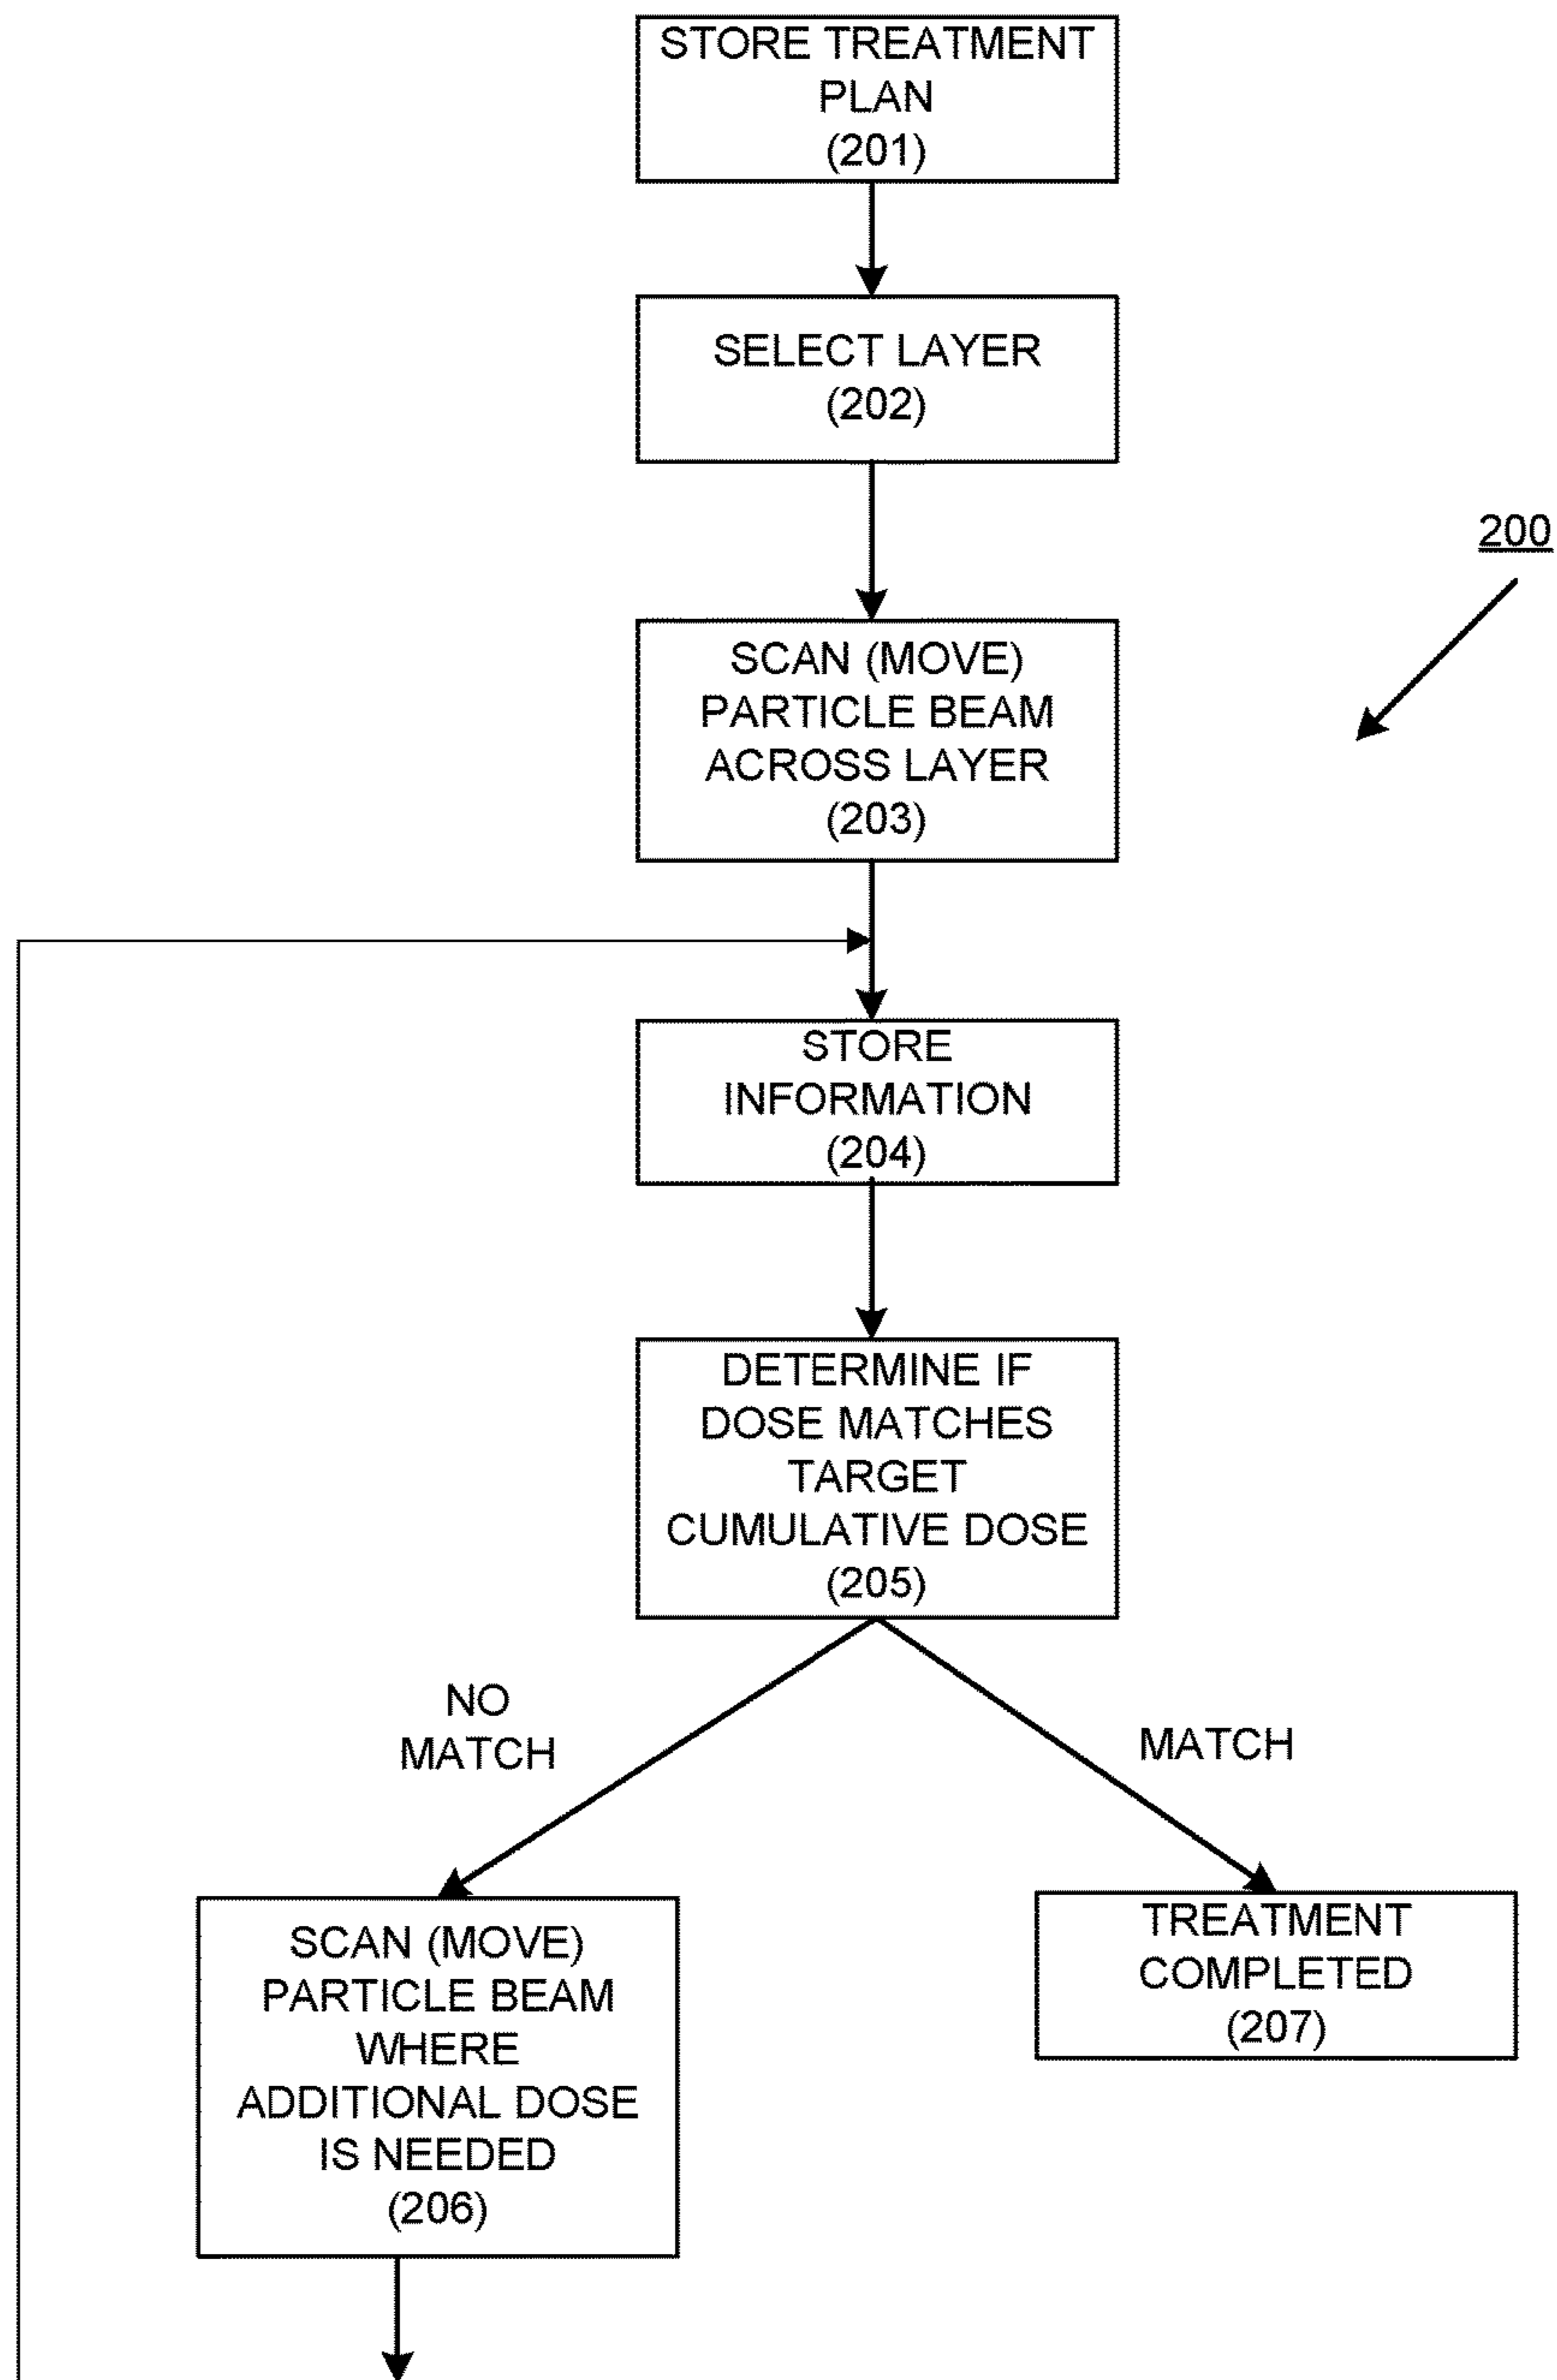 STORE TREATMENT
PLAN
(201)
SELECT LAYER
(202)
200
SCAN (MOVE)
PARTICLE BEAM
ACROSS LAYER
(203)
STORE
INFORMATION
(204)
DETERMINE IF
DOSE MATCHES
TARGET
CUMULATIVE DOSE
(205)
NO
MATCH
MATCH
SCAN (MOVE)
PARTICLE BEAM
WHERE
ADDITIONAL DOSE
IS NEEDED
(206)
TREATMENT
COMPLETED
(207)